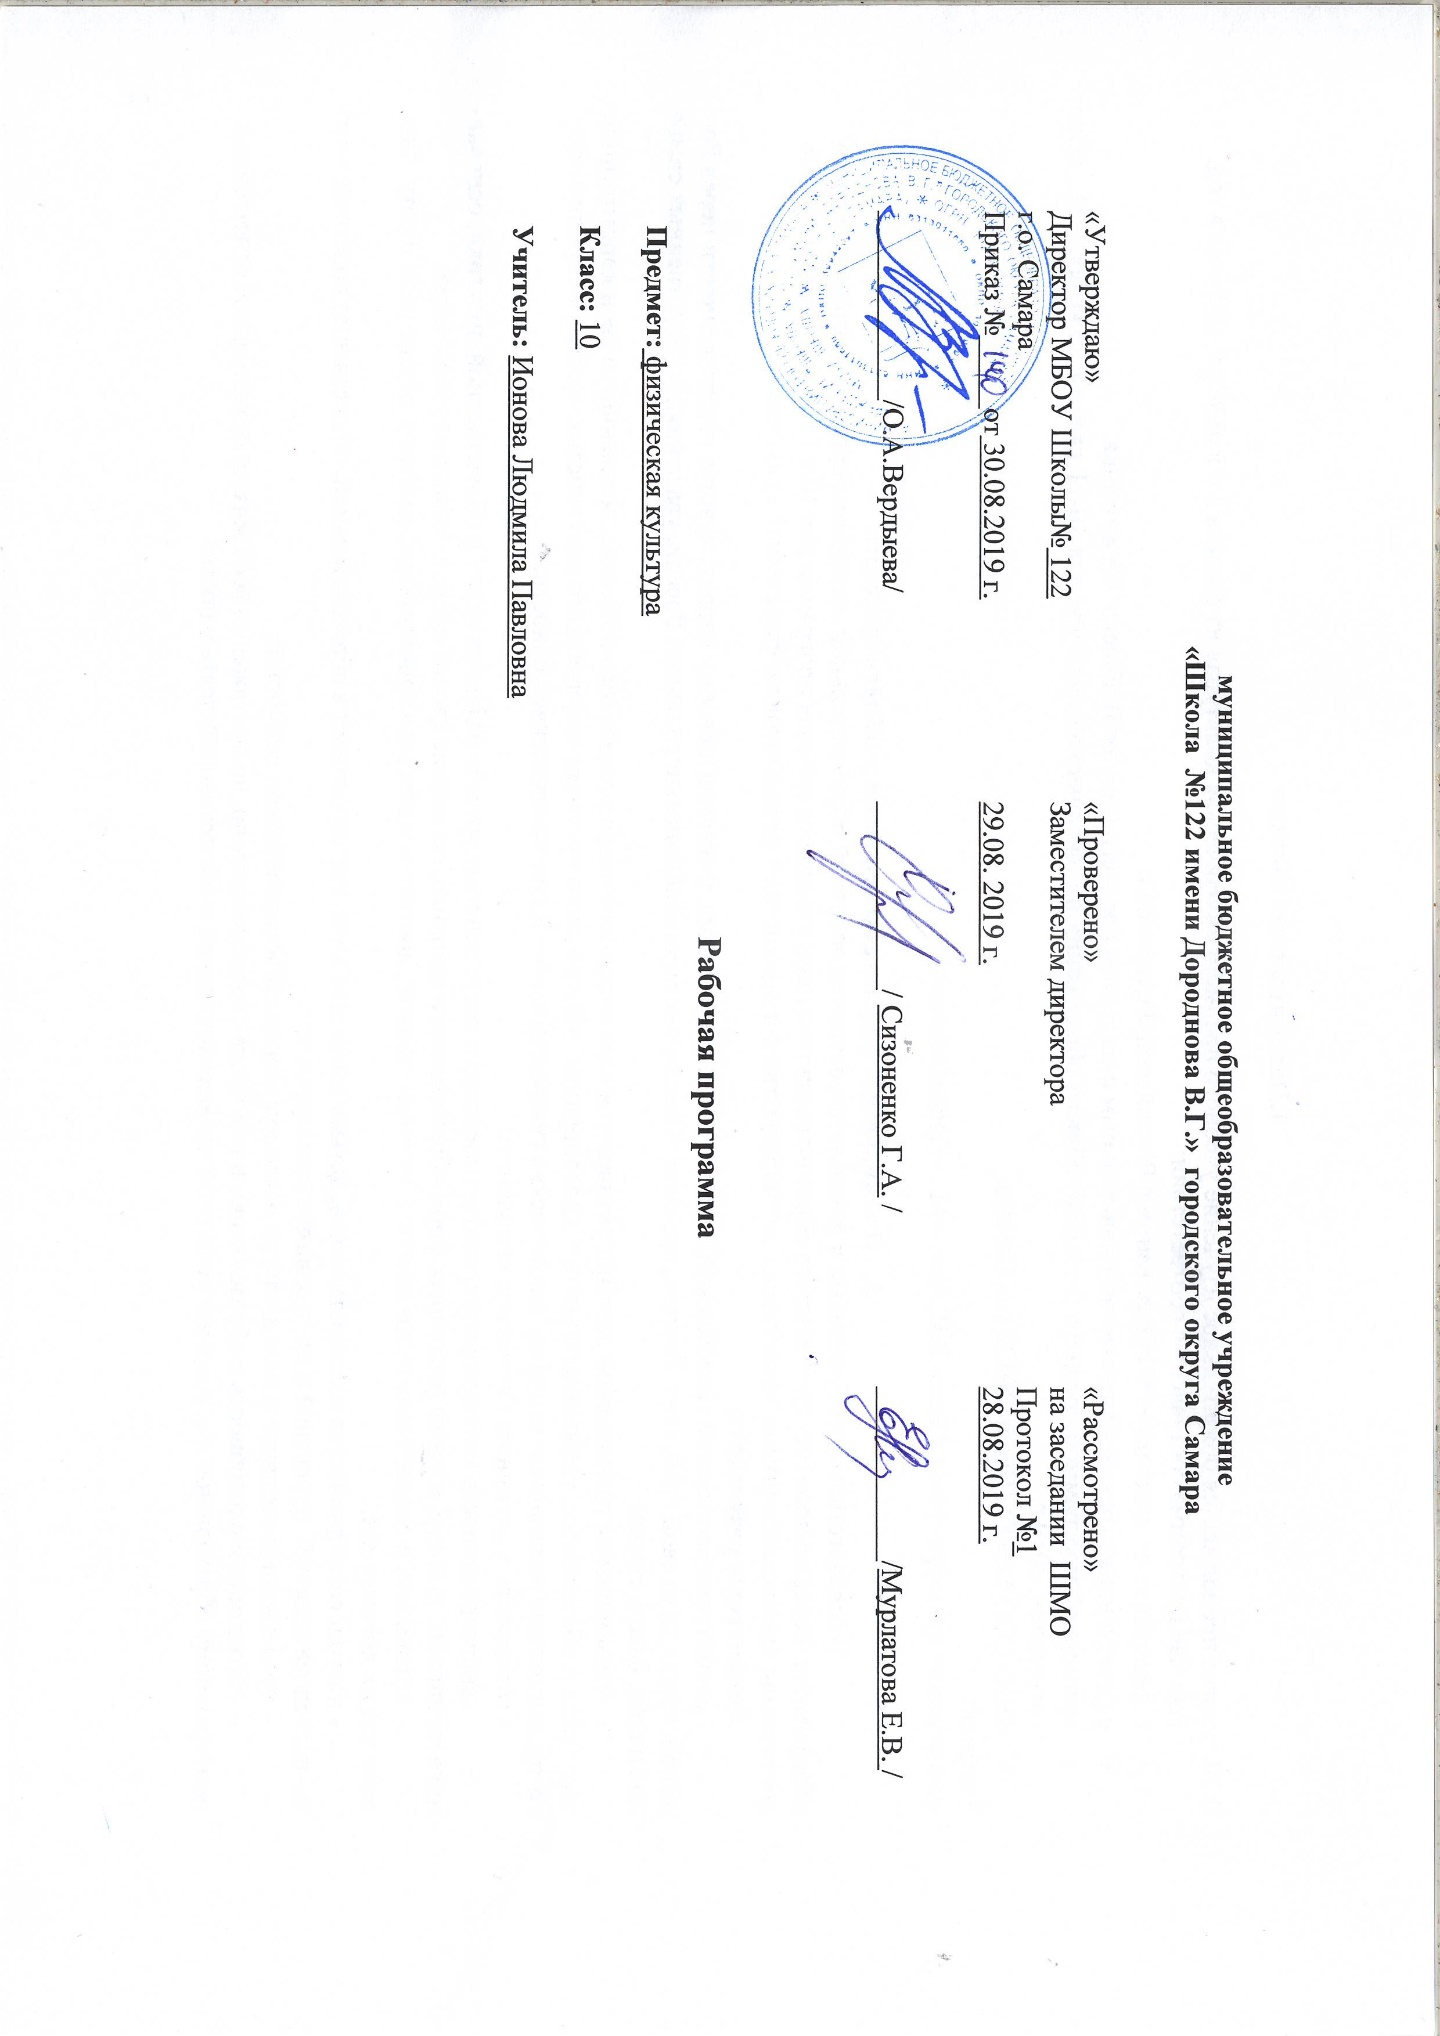 муниципальное бюджетное общеобразовательное учреждение
«Школа №122 имени Дороднова В.Г.» городского округа Самара
«Утверждаю»
Директор МБОУ Школы№ 122
г.о. Самара
Приказ № 140 от 30.08.2019 г.
/О.А.Вердыева/
«Проверено»
Заместителем директора
29.08. 2019 г.
/ Сизоненко Г.А. /
«Рассмотрено»
на заседании ШМО
Протокол №1
28.08.2019 г.
/Мурлатова Е.В. /
Рабочая программа
Предмет: физическая культура
Класс: 10
Учитель: Ионова Людмила Павловна